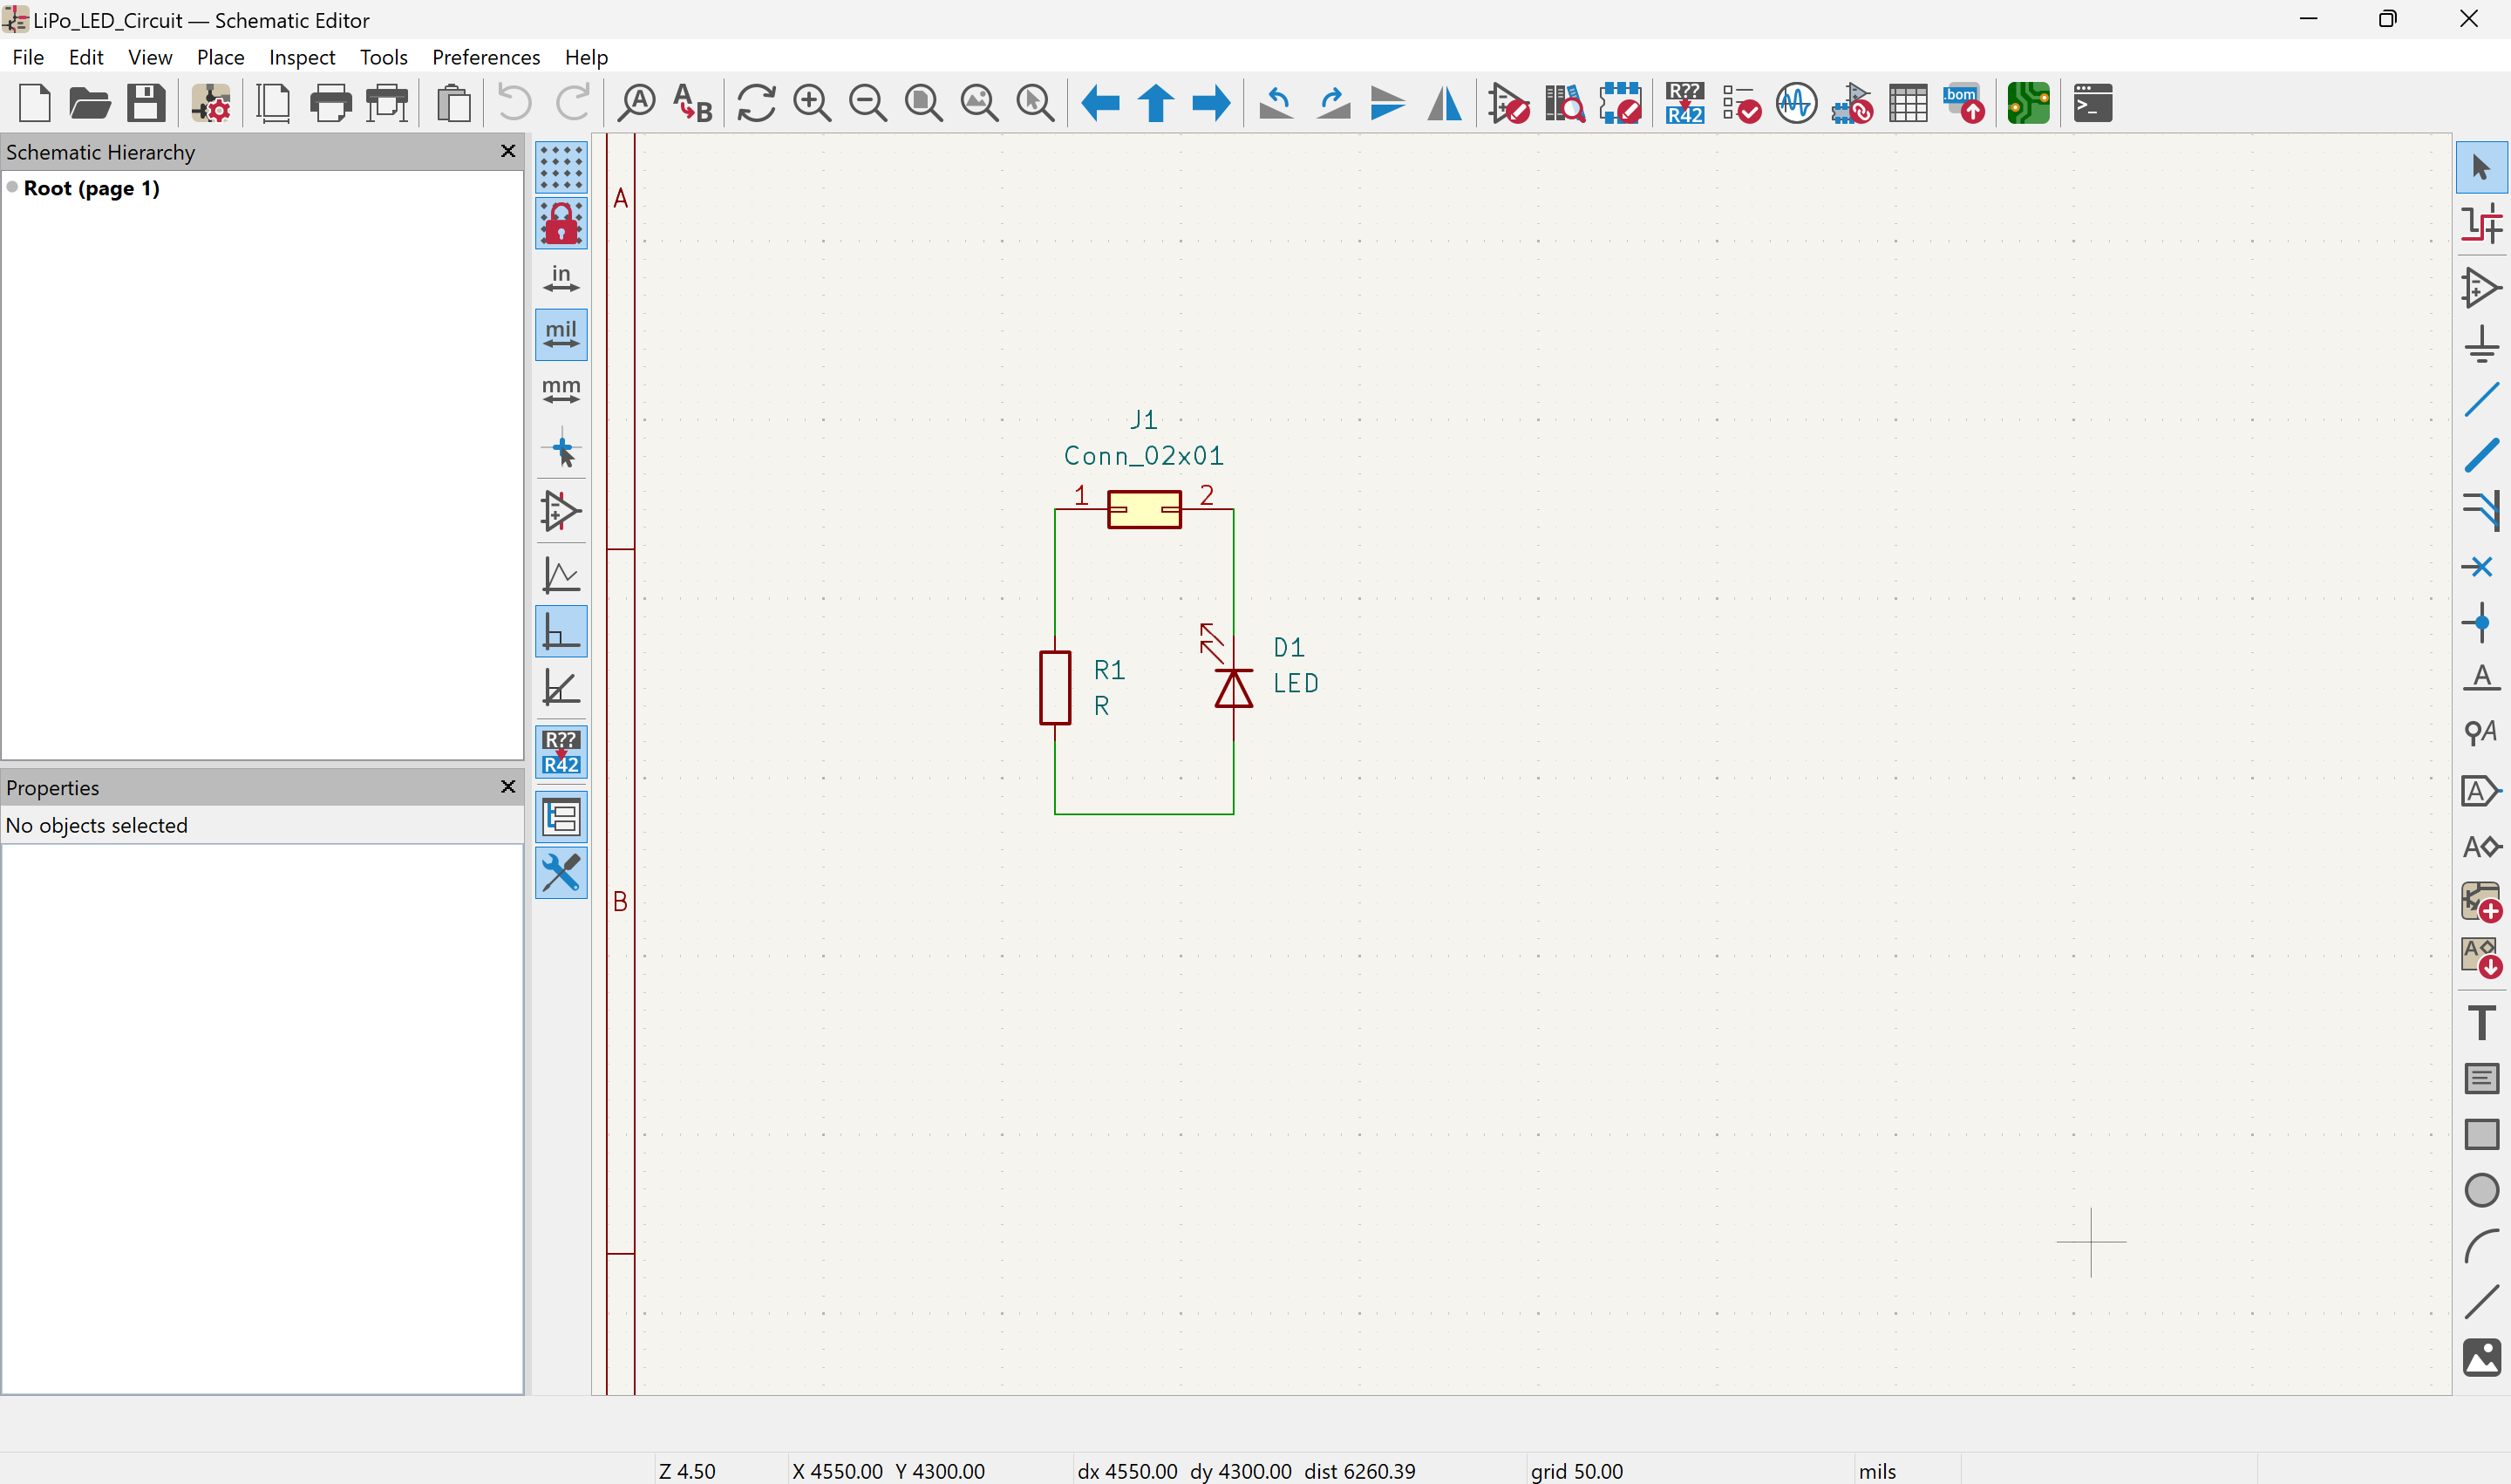 LiPo_LED_Circuit — Schematic Editor
File Edit View Place Inspect Tools Preferences Help
A
A B
R??
R42
bom
>_
Schematic Hierarchy
Root (page 1)
in
mil
mm
R??
R42
Properties
No objects selected
A
B
J1
Conn_02x01
1 2
R1
R
D1
LED
A
A
A
A
A
T
Z 4.50
X 4550.00 Y 4300.00
dx 4550.00 dy 4300.00 dist 6260.39
grid 50.00
mils